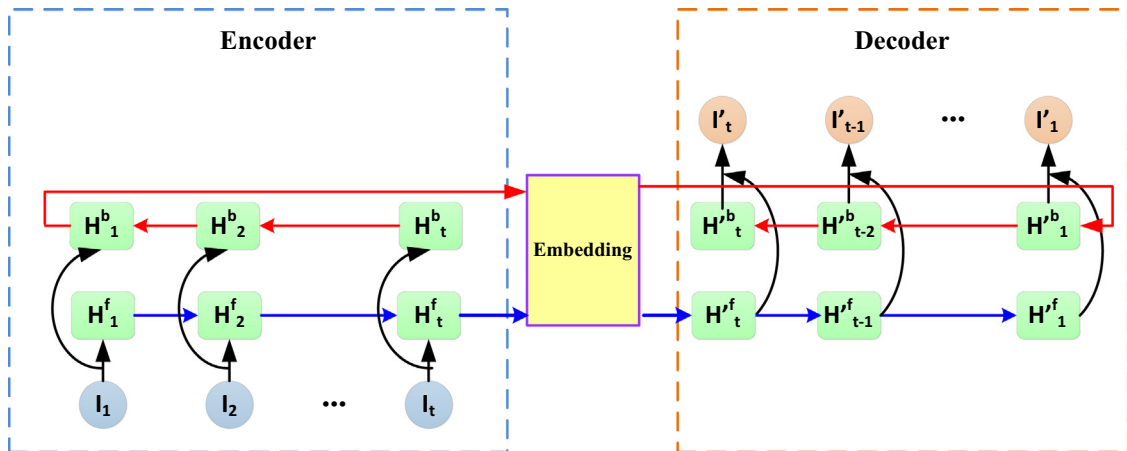 Encoder
Decoder
I'ₜ I'ₜ₋₁ ... I'₁
Hᵇ₁ Hᵇ₂ Hᵇₜ
H'ᵇₜ H'ᵇₜ₋₂ H'ᵇ₁
Embedding
Hᶠ₁ Hᶠ₂ Hᶠₜ
H'ᶠₜ H'ᶠₜ₋₁ H'ᶠ₁
I₁ I₂ ... Iₜ